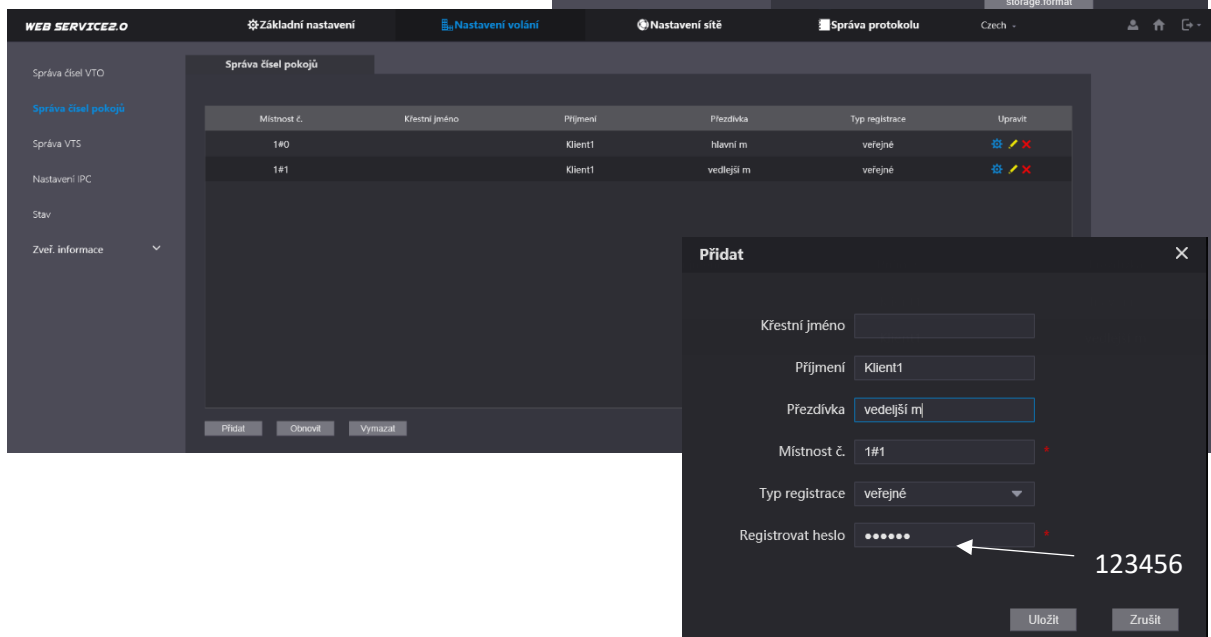 storage.format
WEB SERVICE2.0 Základní nastavení Nastavení volání Nastavení sítě Správa protokolu Czech
Správa čísel VTO
Správa čísel pokojů
Správa VTS
Nastavení IPC
Stav
Zveř. informace
Správa čísel pokojů
Místnost č. Křestní jméno Příjmení Přezdívka Typ registrace Upravit
1#0 Klient1 hlavní m veřejné
1#1 Klient1 vedlejší m veřejné
Přidat Obnovit Vymazat
Přidat
Křestní jméno
Příjmení Klient1
Přezdívka vedeljší m
Místnost č. 1#1 *
Typ registrace veřejné
Registrovat heslo ●●●●●● *
123456
Uložit Zrušit